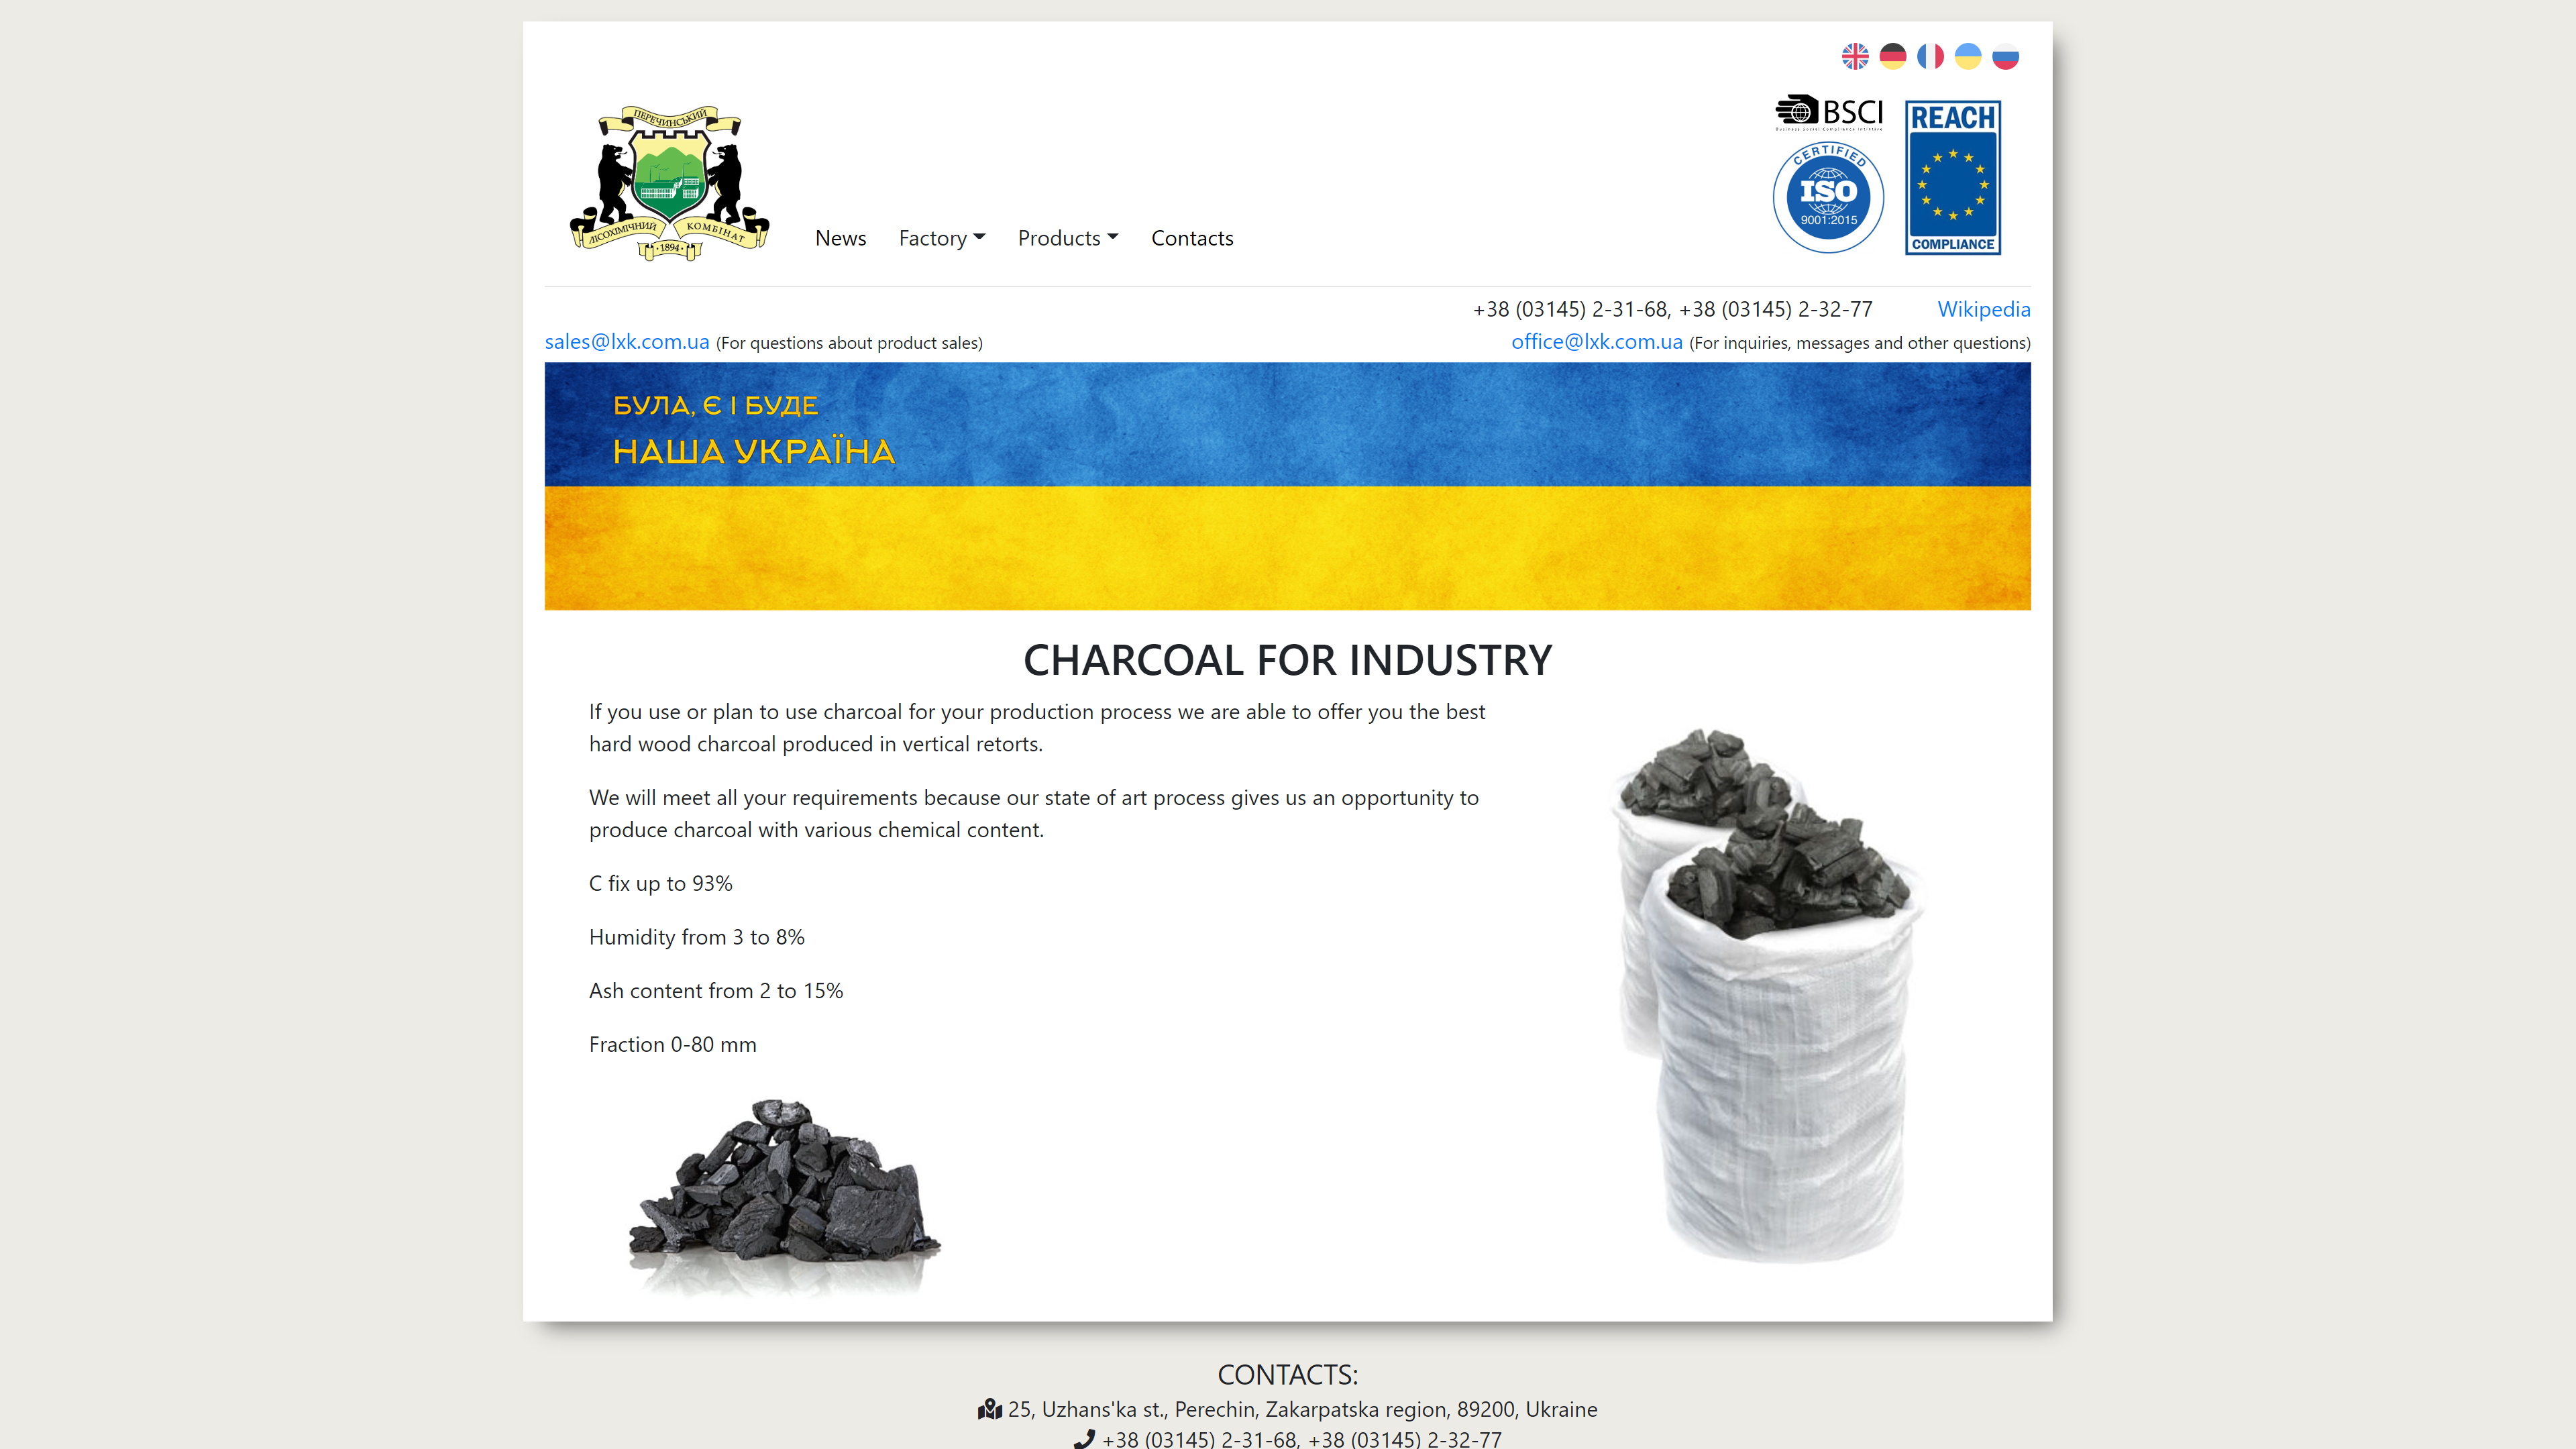 ПЕРЕЧИНСЬКИЙ
ЛІСОХІМІЧНИЙ КОМБІНАТ
·1894·
News Factory Products Contacts
BSCI
Business Social Compliance Initiative
CERTIFIED
ISO
9001:2015
REACH
COMPLIANCE
+38 (03145) 2-31-68, +38 (03145) 2-32-77 Wikipedia
sales@lxk.com.ua (For questions about product sales) office@lxk.com.ua (For inquiries, messages and other questions)
БУЛА, Є І БУДЕ
НАША УКРАЇНА
CHARCOAL FOR INDUSTRY
If you use or plan to use charcoal for your production process we are able to offer you the best
hard wood charcoal produced in vertical retorts.
We will meet all your requirements because our state of art process gives us an opportunity to
produce charcoal with various chemical content.
C fix up to 93%
Humidity from 3 to 8%
Ash content from 2 to 15%
Fraction 0-80 mm
CONTACTS:
25, Uzhans'ka st., Perechin, Zakarpatska region, 89200, Ukraine
+38 (03145) 2-31-68, +38 (03145) 2-32-77